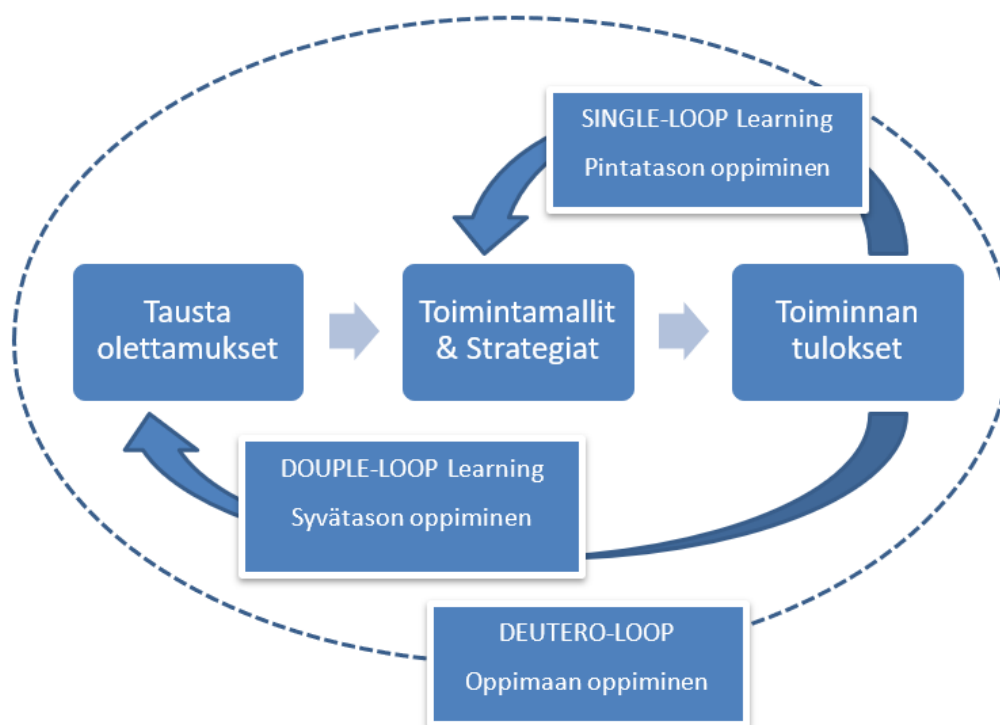 SINGLE-LOOP Learning
Pintatason oppiminen
Tausta
olettamukset
Toimintamallit
& Strategiat
Toiminnan
tulokset
DOUPLE-LOOP Learning
Syvätason oppiminen
DEUTERO-LOOP
Oppimaan oppiminen